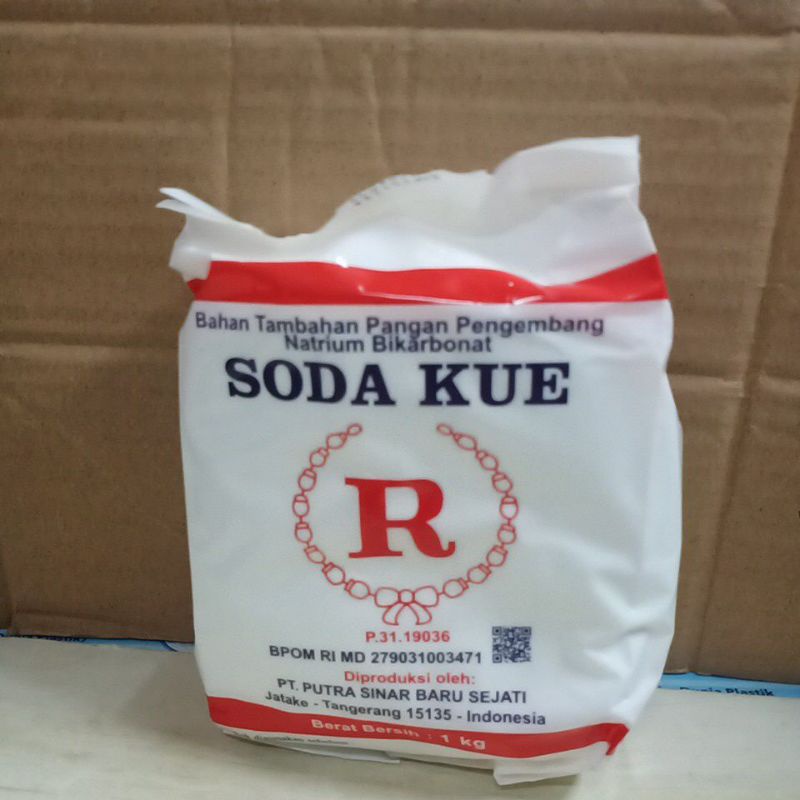 Bahan Tambahan Pangan Pengembang
Natrium Bikarbonat
SODA KUE
R
P.31.19036
BPOM RI MD 279031003471
Diproduksi oleh:
PT. PUTRA SINAR BARU SEJATI
Jatake - Tangerang 15135 - Indonesia
Berat Bersih : 1 kg
Plastik